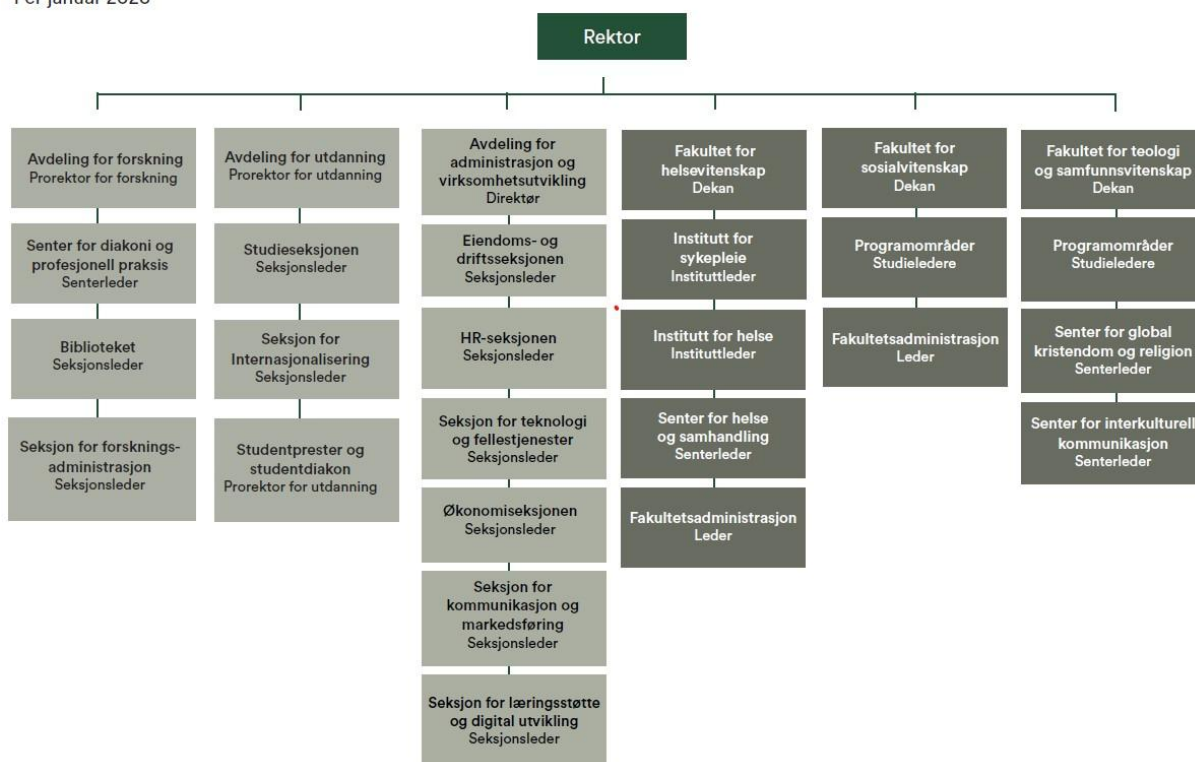 Rektor
Avdeling for forskning
Prorektor for forskning
Senter for diakoni og
profesjonell praksis
Senterleder
Biblioteket
Seksjonsleder
Seksjon for forsknings-
administrasjon
Seksjonsleder
Avdeling for utdanning
Prorektor for utdanning
Studieseksjonen
Seksjonsleder
Seksjon for
Internasjonalisering
Seksjonsleder
Studentprester og
studentdiakon
Prorektor for utdanning
Avdeling for
administrasjon og
virksomhetsutvikling
Direktør
Eiendoms- og
driftsseksjonen
Seksjonsleder
HR-seksjonen
Seksjonsleder
Seksjon for teknologi
og fellestjenester
Seksjonsleder
Økonomiseksjonen
Seksjonsleder
Seksjon for
kommunikasjon og
markedsføring
Seksjonsleder
Seksjon for læringsstøtte
og digital utvikling
Seksjonsleder
Fakultet for
helsevitenskap
Dekan
Institutt for
sykepleie
Instituttleder
Institutt for helse
Instituttleder
Senter for helse
og samhandling
Senterleder
Fakultetsadministrasjon
Leder
Fakultet for
sosialvitenskap
Dekan
Programområder
Studieledere
Fakultetsadministrasjon
Leder
Fakultet for teologi
og samfunnsvitenskap
Dekan
Programområder
Studieledere
Senter for global
kristendom og religion
Senterleder
Senter for interkulturell
kommunikasjon
Senterleder